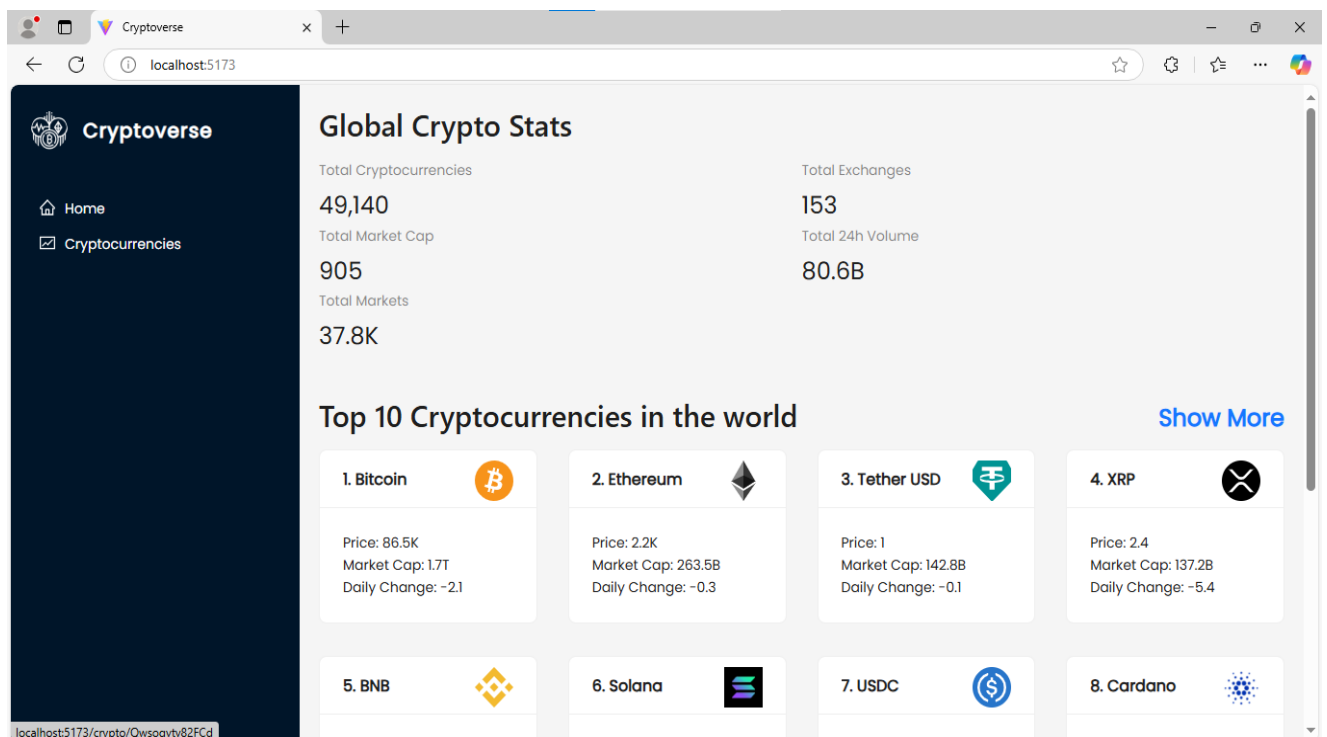 Cryptoverse
localhost:5173
Cryptoverse
Home
Cryptocurrencies
Global Crypto Stats
Total Cryptocurrencies
49,140
Total Exchanges
153
Total Market Cap
905
Total 24h Volume
80.6B
Total Markets
37.8K
Top 10 Cryptocurrencies in the world
Show More
1. Bitcoin
Price: 86.5K
Market Cap: 1.7T
Daily Change: -2.1
2. Ethereum
Price: 2.2K
Market Cap: 263.5B
Daily Change: -0.3
3. Tether USD
Price: 1
Market Cap: 142.8B
Daily Change: -0.1
4. XRP
Price: 2.4
Market Cap: 137.2B
Daily Change: -5.4
5. BNB
6. Solana
7. USDC
8. Cardano
localhost:5173/crypto/Qwsogvtv82FCd